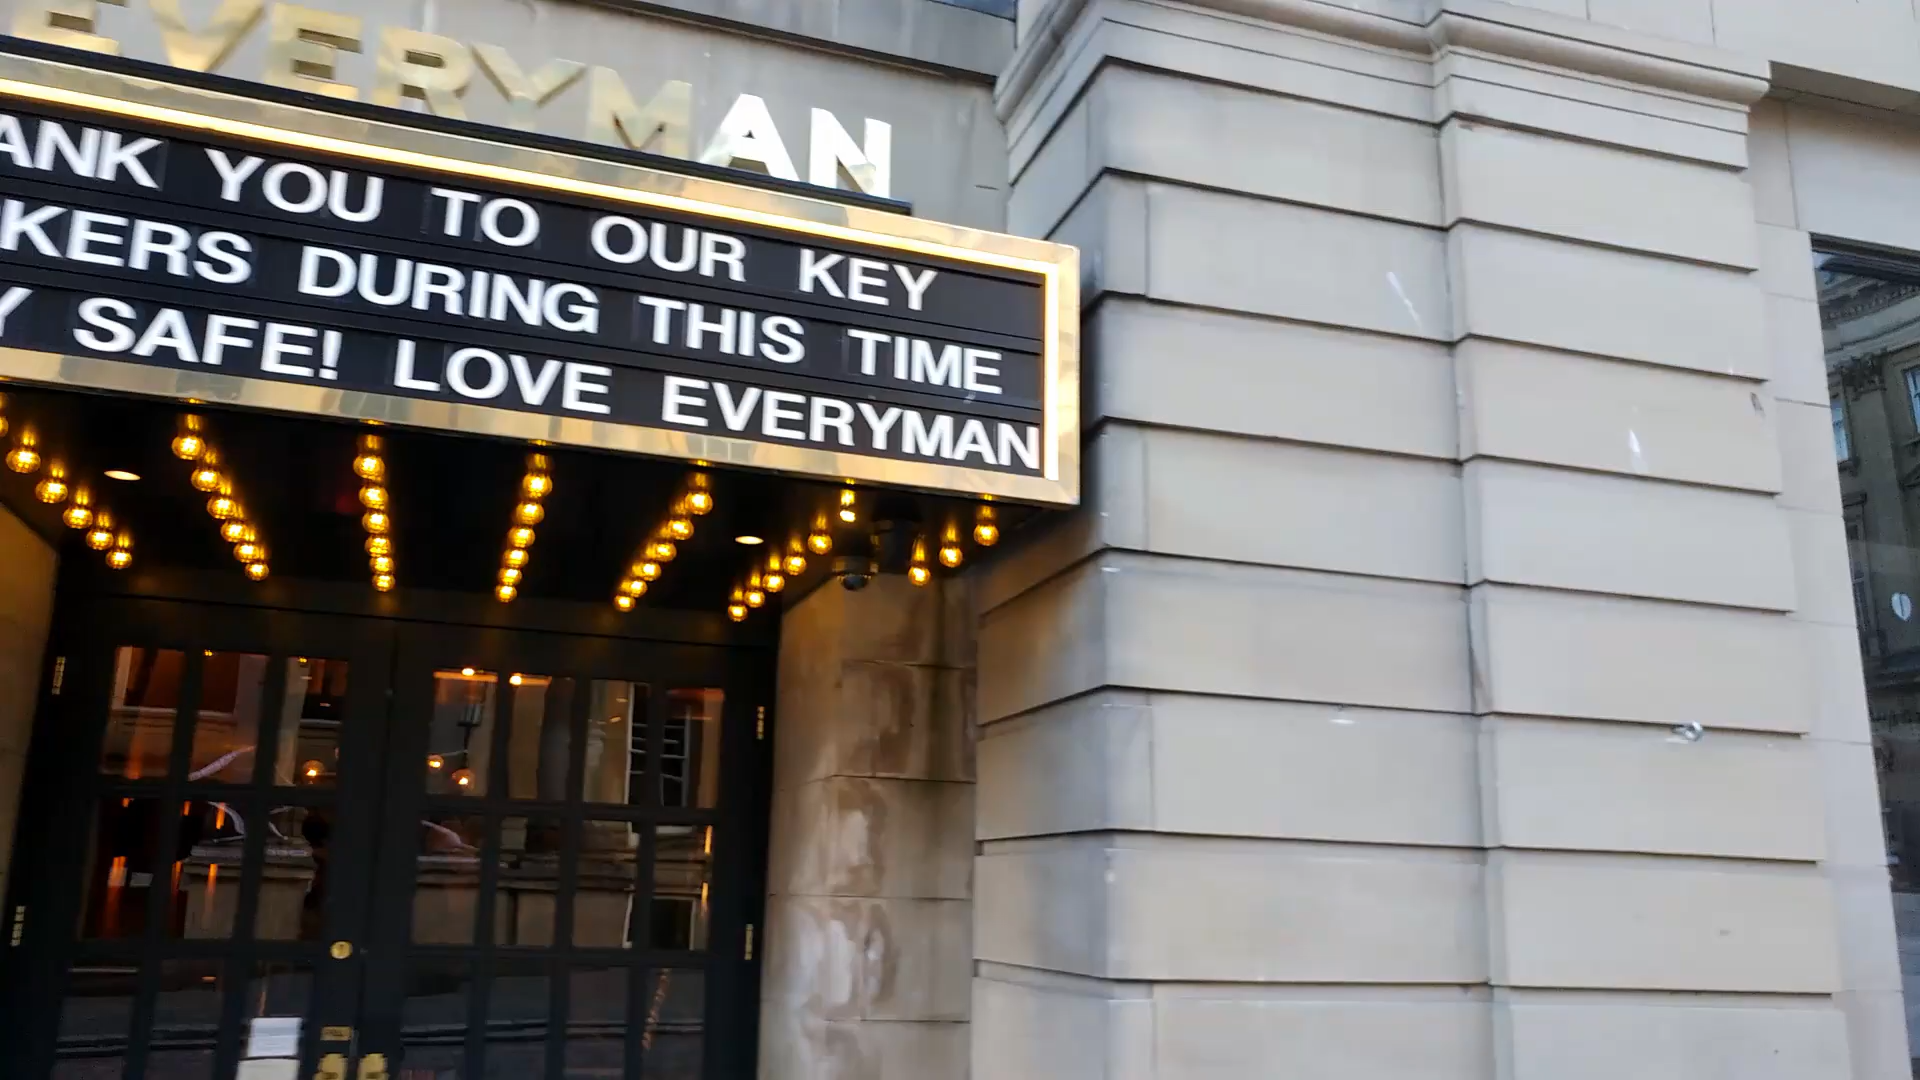 EVERYMAN
ANK YOU TO OUR KEY
KERS DURING THIS TIME
Y SAFE! LOVE EVERYMAN